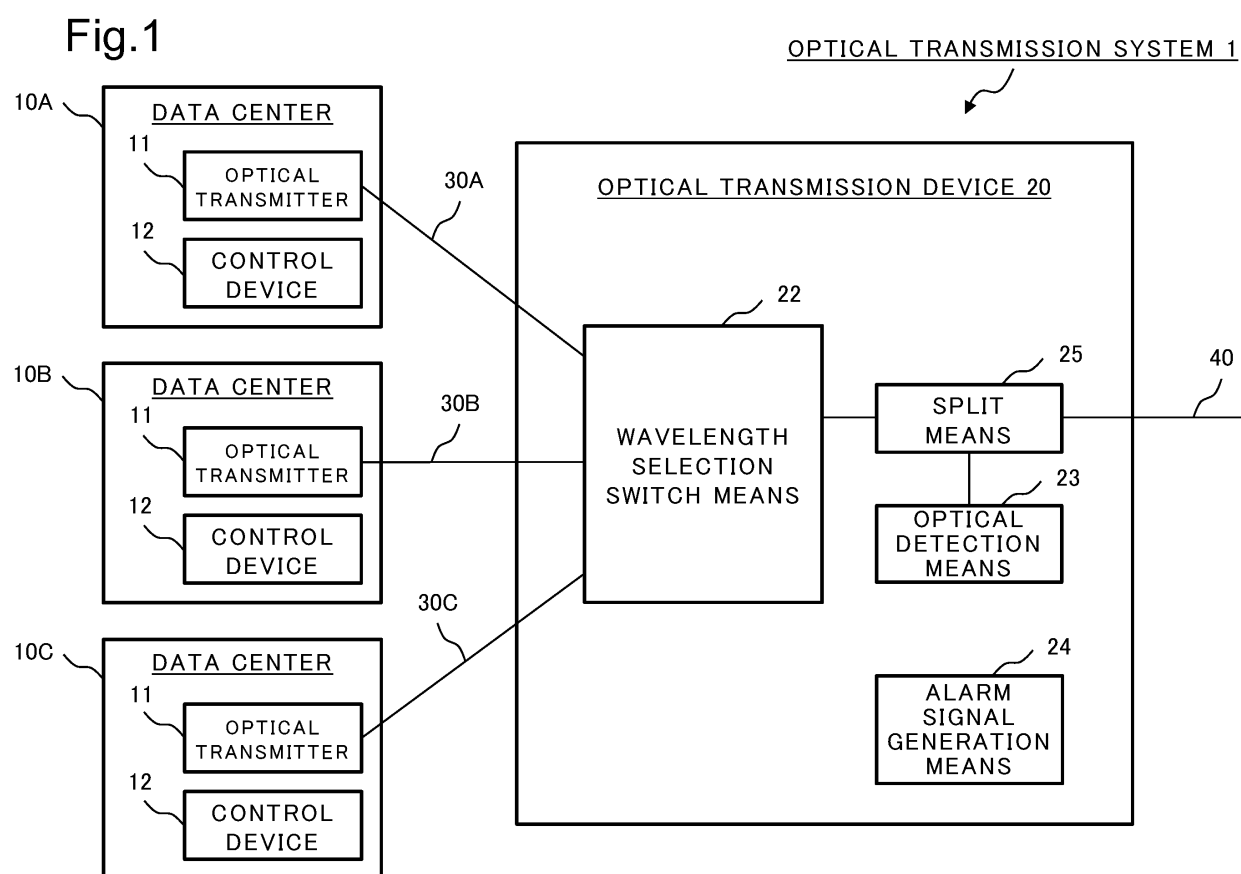 Fig.1
OPTICAL TRANSMISSION SYSTEM 1
10A
DATA CENTER
11
OPTICAL
TRANSMITTER
12
CONTROL
DEVICE
30A
OPTICAL TRANSMISSION DEVICE 20
10B
DATA CENTER
11
OPTICAL
TRANSMITTER
12
CONTROL
DEVICE
30B
22
WAVELENGTH
SELECTION
SWITCH MEANS
25
SPLIT
MEANS
40
23
OPTICAL
DETECTION
MEANS
10C
DATA CENTER
11
OPTICAL
TRANSMITTER
12
CONTROL
DEVICE
30C
24
ALARM
SIGNAL
GENERATION
MEANS